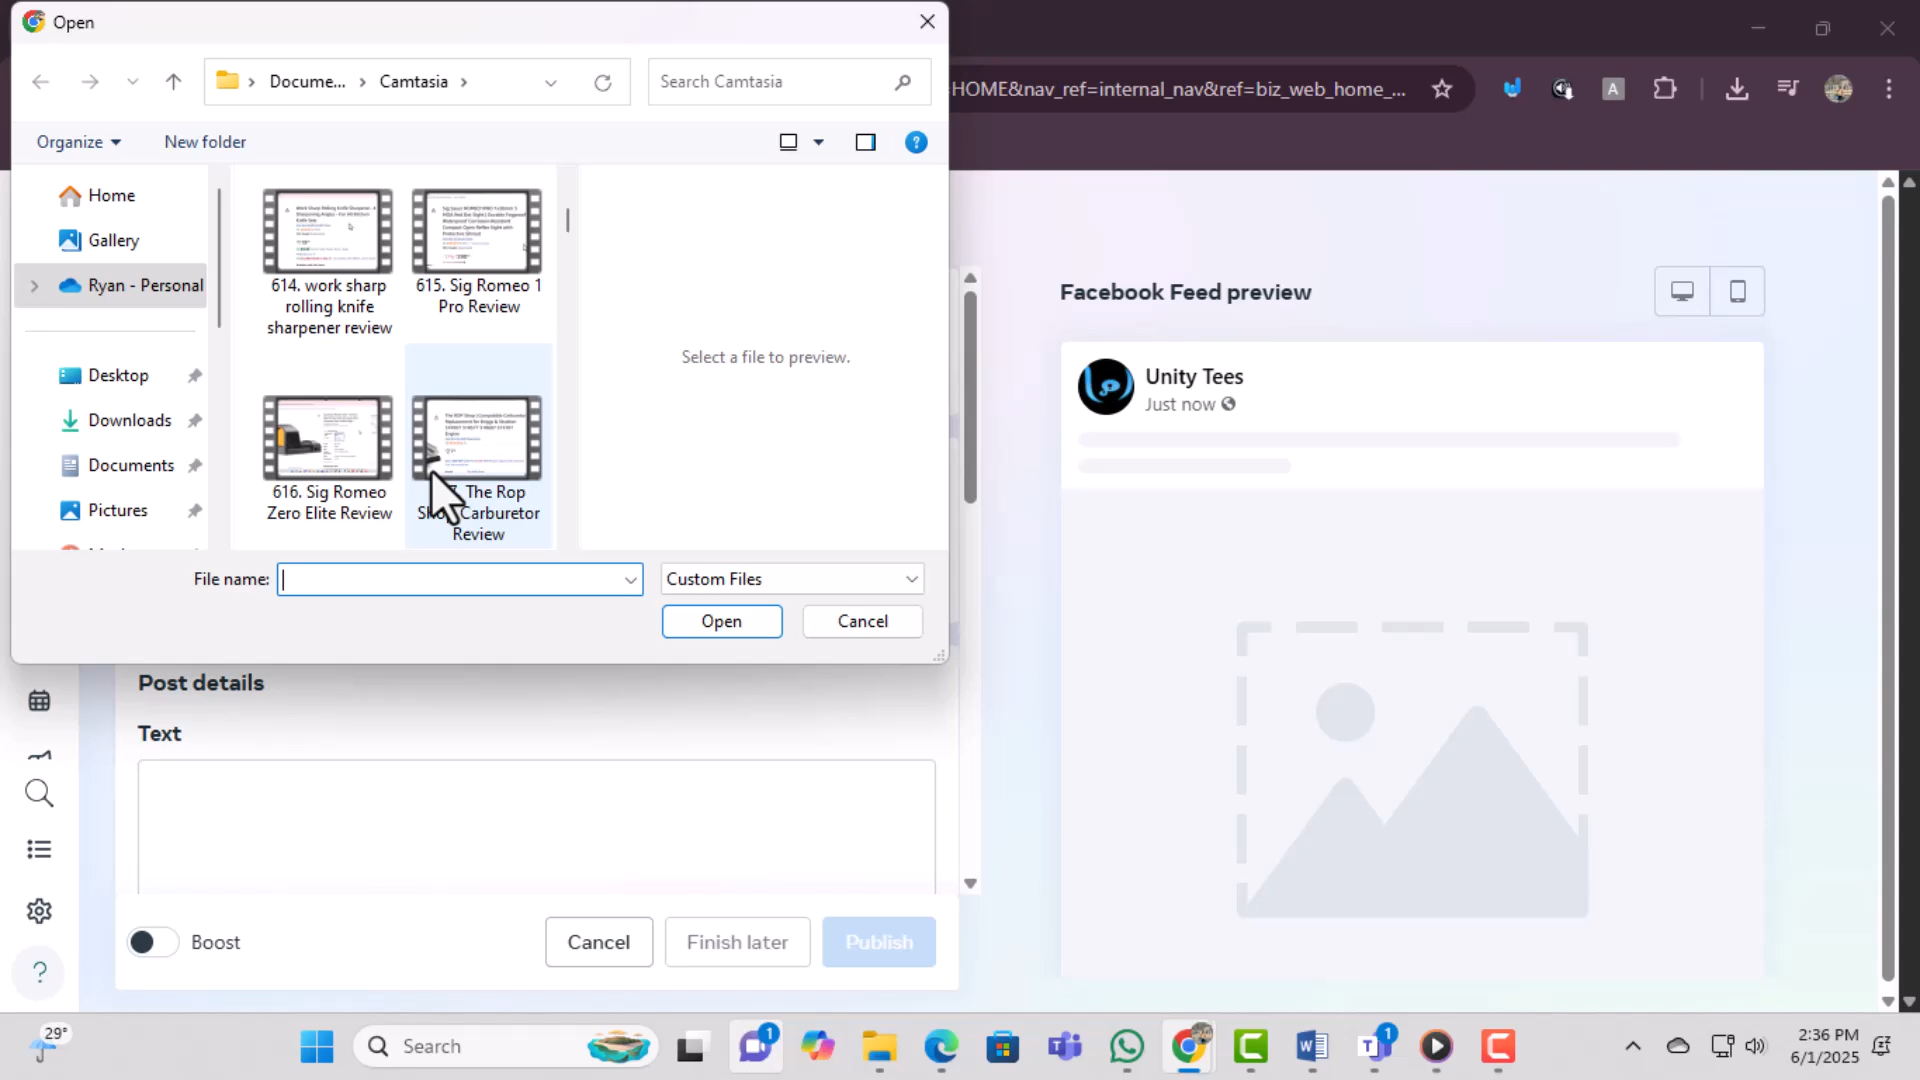 Open
Docume... Camtasia
Search Camtasia
HOME&nav_ref=internal_nav&ref=biz_web_home_...
A
Organize
New folder
?
Home
Gallery
Ryan - Personal
Desktop
Downloads
Documents
Pictures
614. work sharp
rolling knife
sharpener review
615. Sig Romeo 1
Pro Review
616. Sig Romeo
Zero Elite Review
The Rop
Carburetor
Review
Select a file to preview.
File name:
Custom Files
Open
Cancel
Facebook Feed preview
Unity Tees
Just now
Post details
Text
Boost
Cancel
Finish later
Publish
?
29°
Search
1
1
2:36 PM
6/1/2025